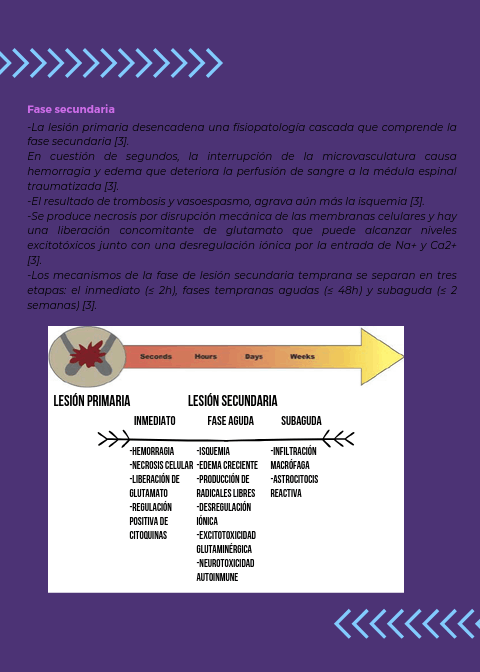 Fase secundaria
-La lesión primaria desencadena una fisiopatología cascada que comprende la
fase secundaria [3].
En cuestión de segundos, la interrupción de la microvasculatura causa
hemorragia y edema que deteriora la perfusión de sangre a la médula espinal
traumatizada [3].
-El resultado de trombosis y vasoespasmo, agrava aún más la isquemia [3].
-Se produce necrosis por disrupción mecánica de las membranas celulares y hay
una liberación concomitante de glutamato que puede alcanzar niveles
excitotóxicos junto con una desregulación iónica por la entrada de Na+ y Ca2+
[3].
-Los mecanismos de la fase de lesión secundaria temprana se separan en tres
etapas: el inmediato (≤ 2h), fases tempranas agudas (≤ 48h) y subaguda (≤ 2
semanas) [3].
Seconds Hours Days Weeks
LESIÓN PRIMARIA LESIÓN SECUNDARIA
INMEDIATO FASE AGUDA SUBAGUDA
-HEMORRAGIA
-NECROSIS CELULAR
-LIBERACIÓN DE
GLUTAMATO
-REGULACIÓN
POSITIVA DE
CITOQUINAS
-ISQUEMIA
-EDEMA CRECIENTE
-PRODUCCIÓN DE
RADICALES LIBRES
-DESREGULACIÓN
IÓNICA
-EXCITOTOXICIDAD
GLUTAMINÉRGICA
-NEUROTOXICIDAD
AUTOINMUNE
-INFILTRACIÓN
MACRÓFAGA
-ASTROCITOCIS
REACTIVA